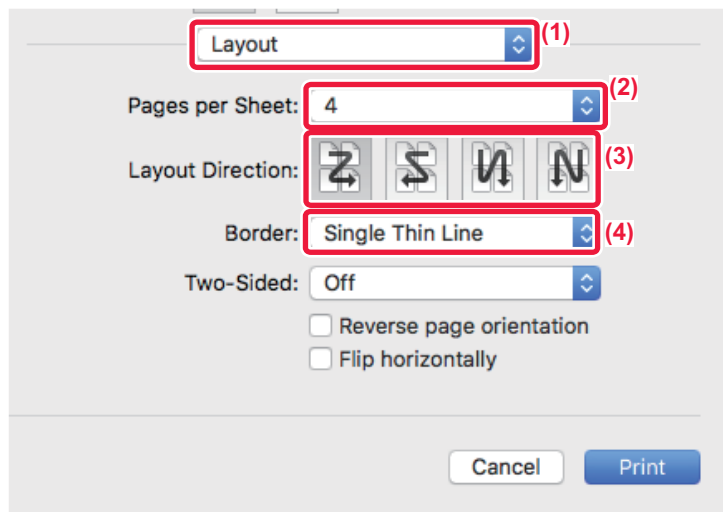 Layout (1)
Pages per Sheet: 4 (2)
Layout Direction: (3)
Border: Single Thin Line (4)
Two-Sided: Off
Reverse page orientation
Flip horizontally
Cancel Print